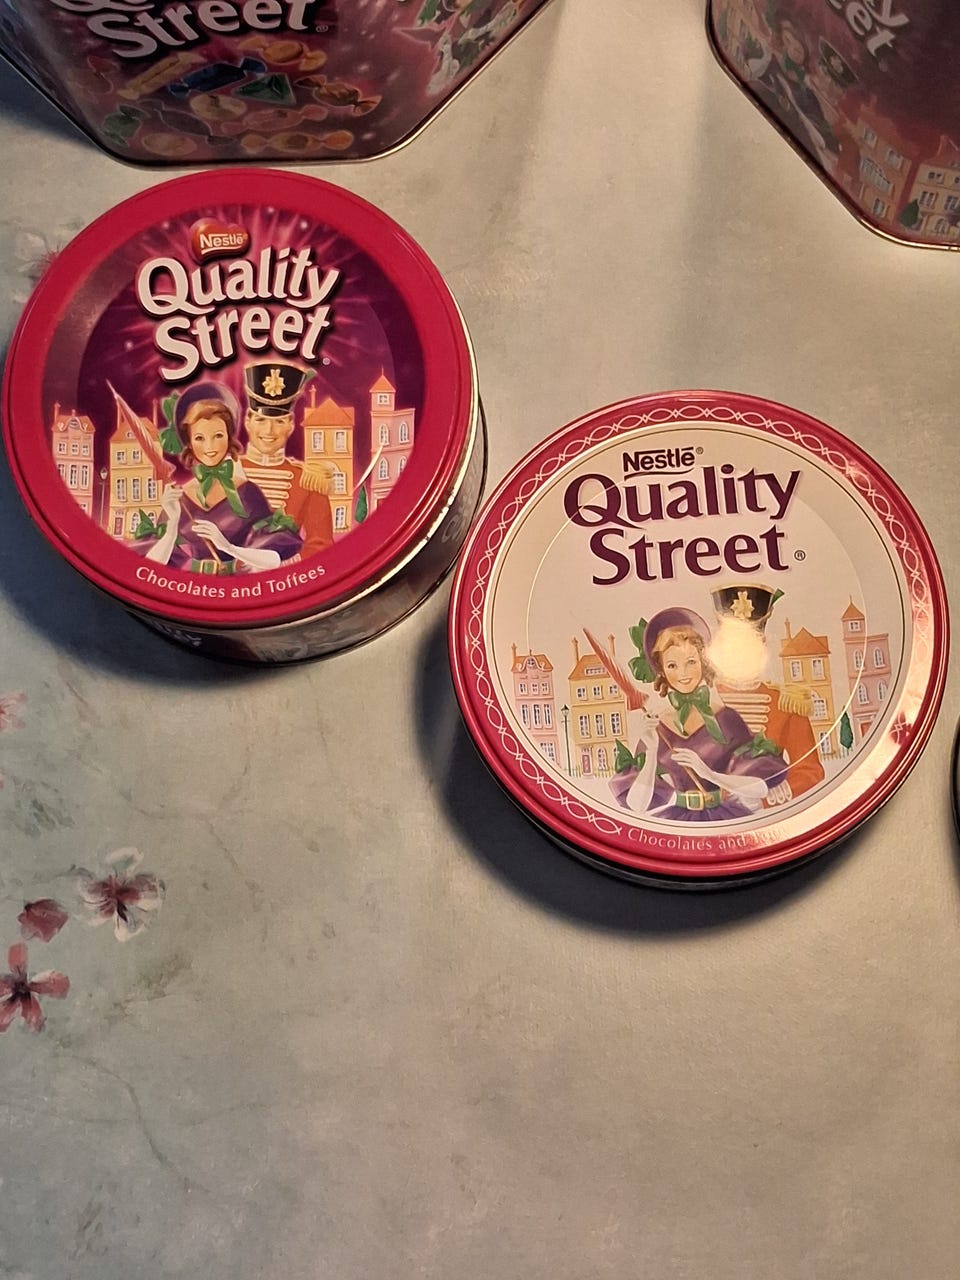 Street
Nestlé
Quality
Street
Chocolates and Toffees
Nestlé
Quality
Street
Chocolates and